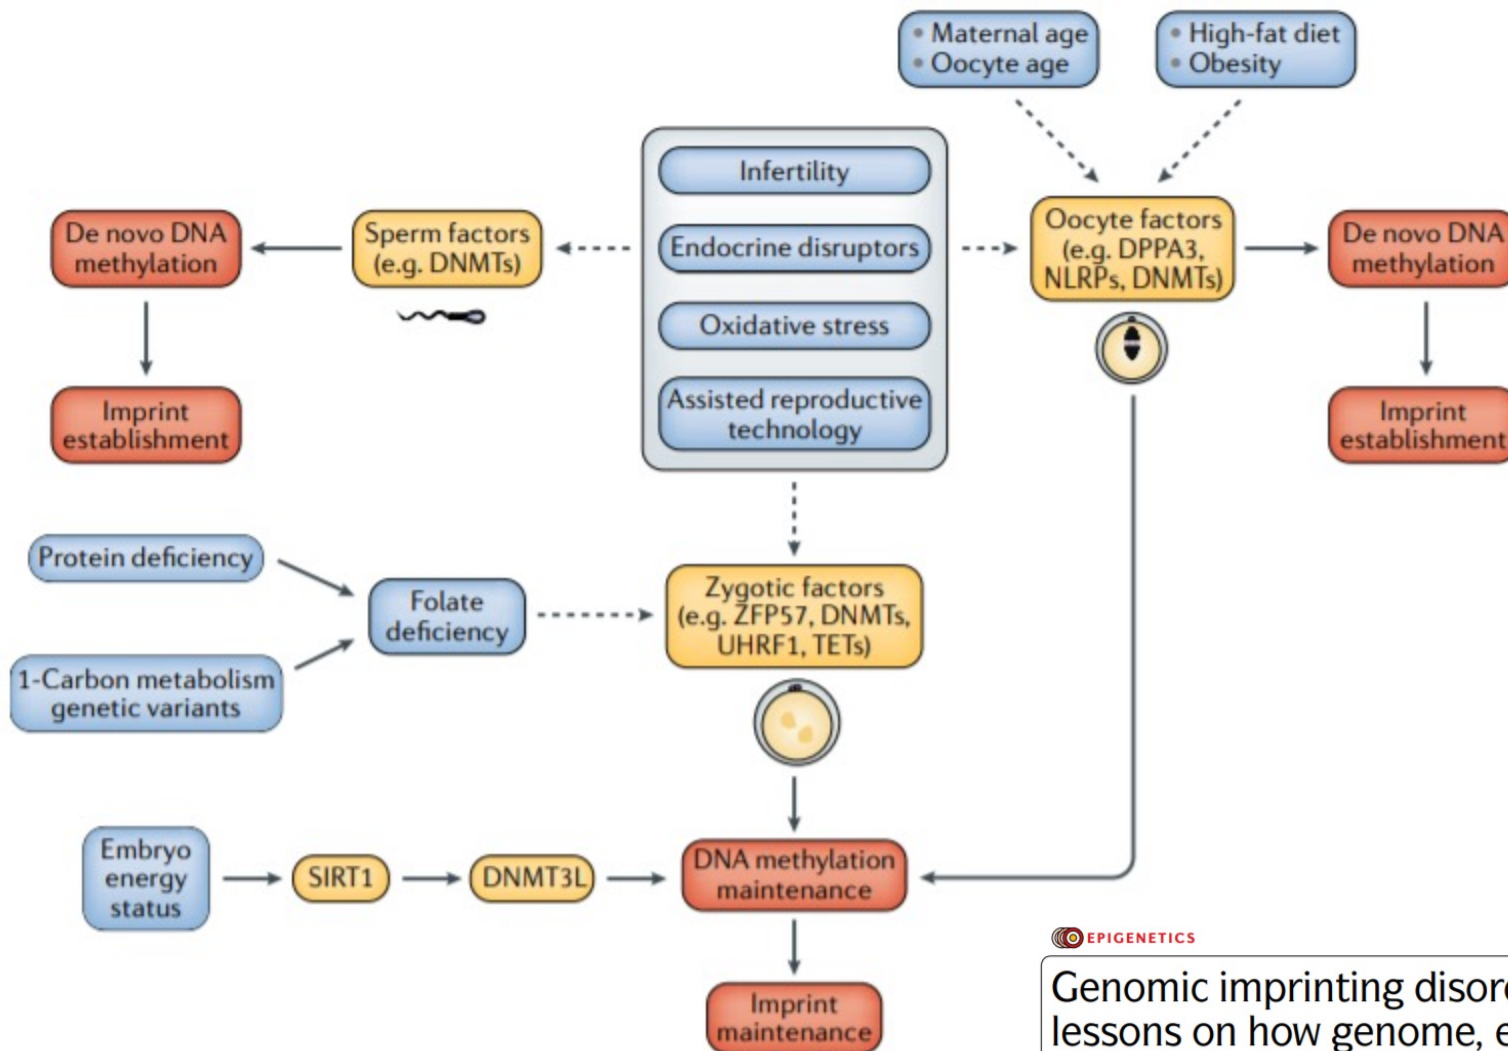 • Maternal age
• Oocyte age
• High-fat diet
• Obesity
Infertility
Endocrine disruptors
Oxidative stress
Assisted reproductive
technology
De novo DNA
methylation
Sperm factors
(e.g. DNMTs)
Oocyte factors
(e.g. DPPA3,
NLRPs, DNMTs)
De novo DNA
methylation
Imprint
establishment
Imprint
establishment
Protein deficiency
Folate
deficiency
1-Carbon metabolism
genetic variants
Zygotic factors
(e.g. ZFP57, DNMTs,
UHRF1, TETs)
Embryo
energy
status
SIRT1
DNMT3L
DNA methylation
maintenance
Imprint
maintenance
EPIGENETICS
Genomic imprinting
lessons on how genome,